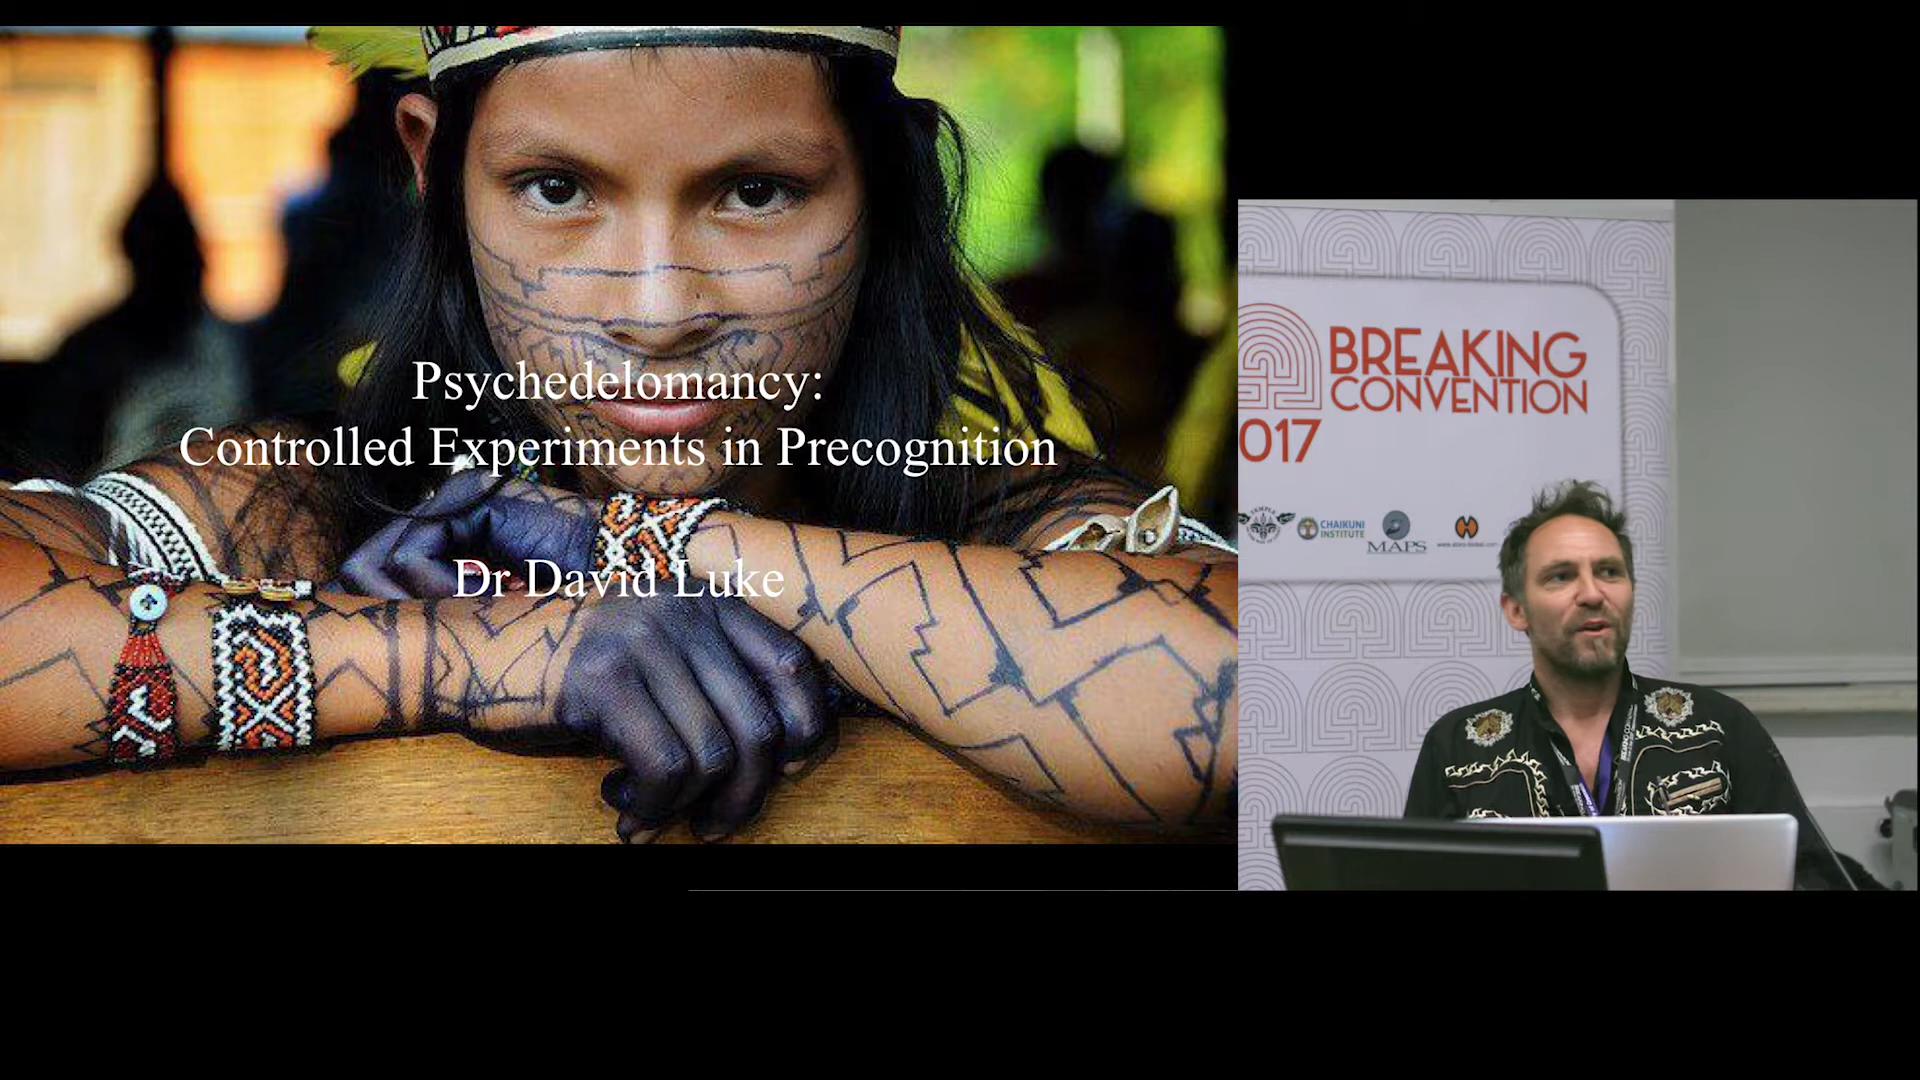 Psychedelomancy:
Controlled Experiments in Precognition
Dr David Luke
BREAKING
CONVENTION
017
CHAIKUNI
INSTITUTE
MAPS